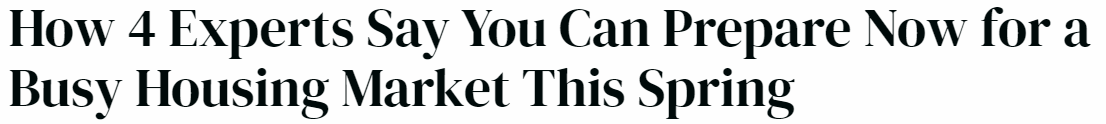 How 4 Experts Say You Can Prepare Now for a
Busy Housing Market This Spring